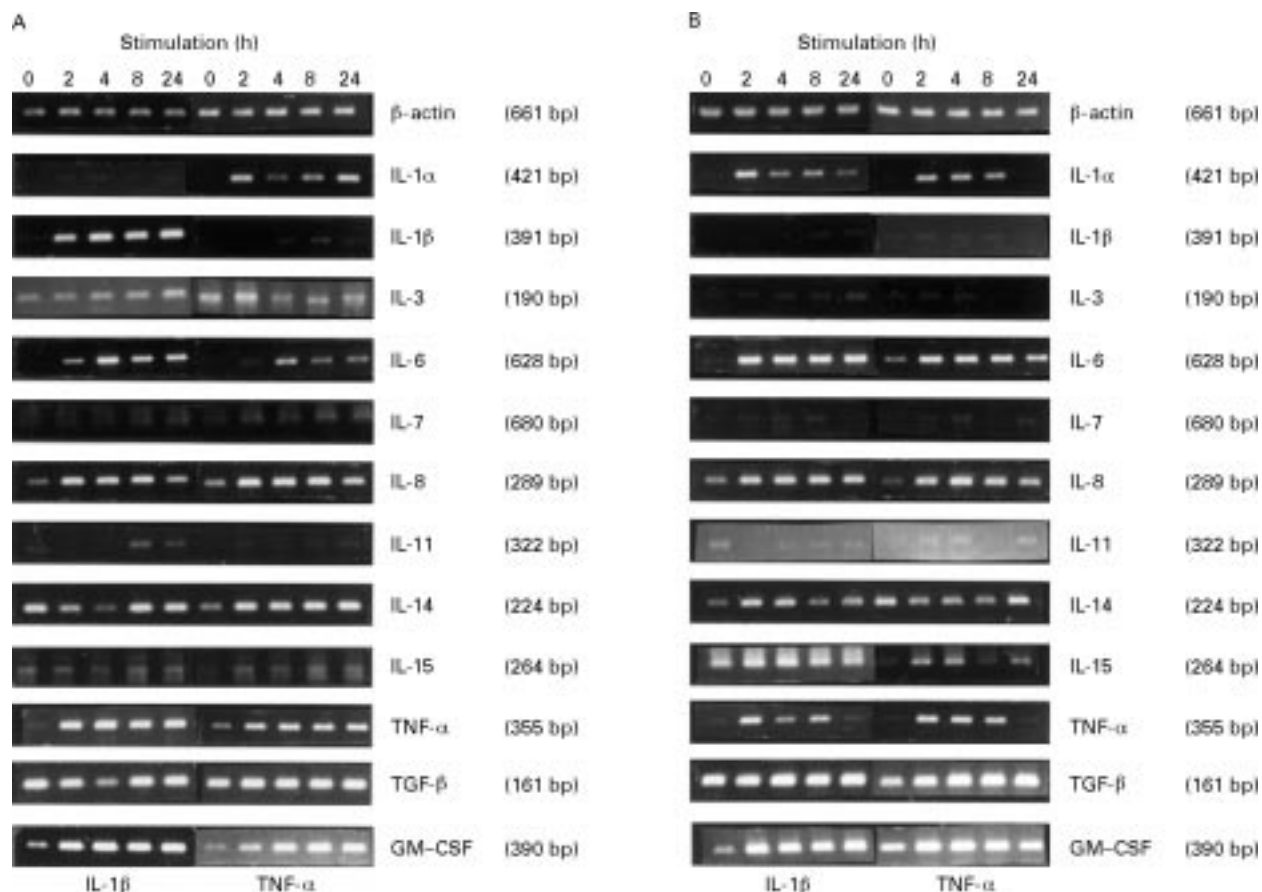 A
Stimulation (h)
0 2 4 8 24 0 2 4 8 24
β-actin (661 bp)
IL-1α (421 bp)
IL-1β (391 bp)
IL-3 (190 bp)
IL-6 (628 bp)
IL-7 (680 bp)
IL-8 (289 bp)
IL-11 (322 bp)
IL-14 (224 bp)
IL-15 (264 bp)
TNF-α (355 bp)
TGF-β (161 bp)
GM–CSF (390 bp)
IL-1β TNF-α
B
Stimulation (h)
0 2 4 8 24 0 2 4 8 24
β-actin (661 bp)
IL-1α (421 bp)
IL-1β (391 bp)
IL-3 (190 bp)
IL-6 (628 bp)
IL-7 (680 bp)
IL-8 (289 bp)
IL-11 (322 bp)
IL-14 (224 bp)
IL-15 (264 bp)
TNF-α (355 bp)
TGF-β (161 bp)
GM–CSF (390 bp)
IL-1β TNF-α